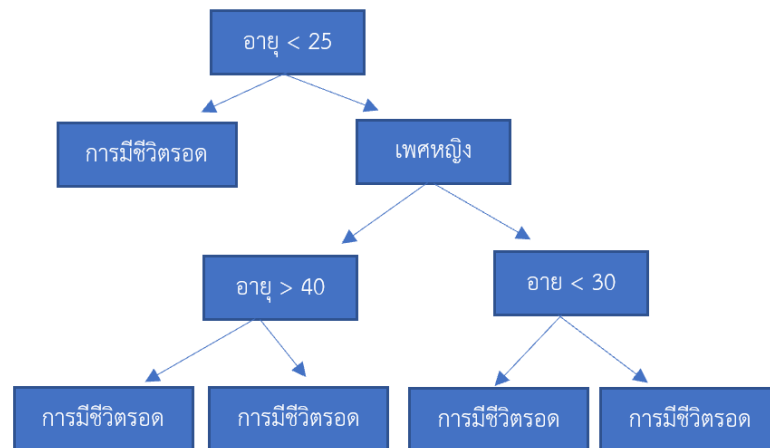 อายุ < 25
การมีชีวิตรอด
เพศหญิง
อายุ > 40
อาย < 30
การมีชีวิตรอด
การมีชีวิตรอด
การมีชีวิตรอด
การมีชีวิตรอด